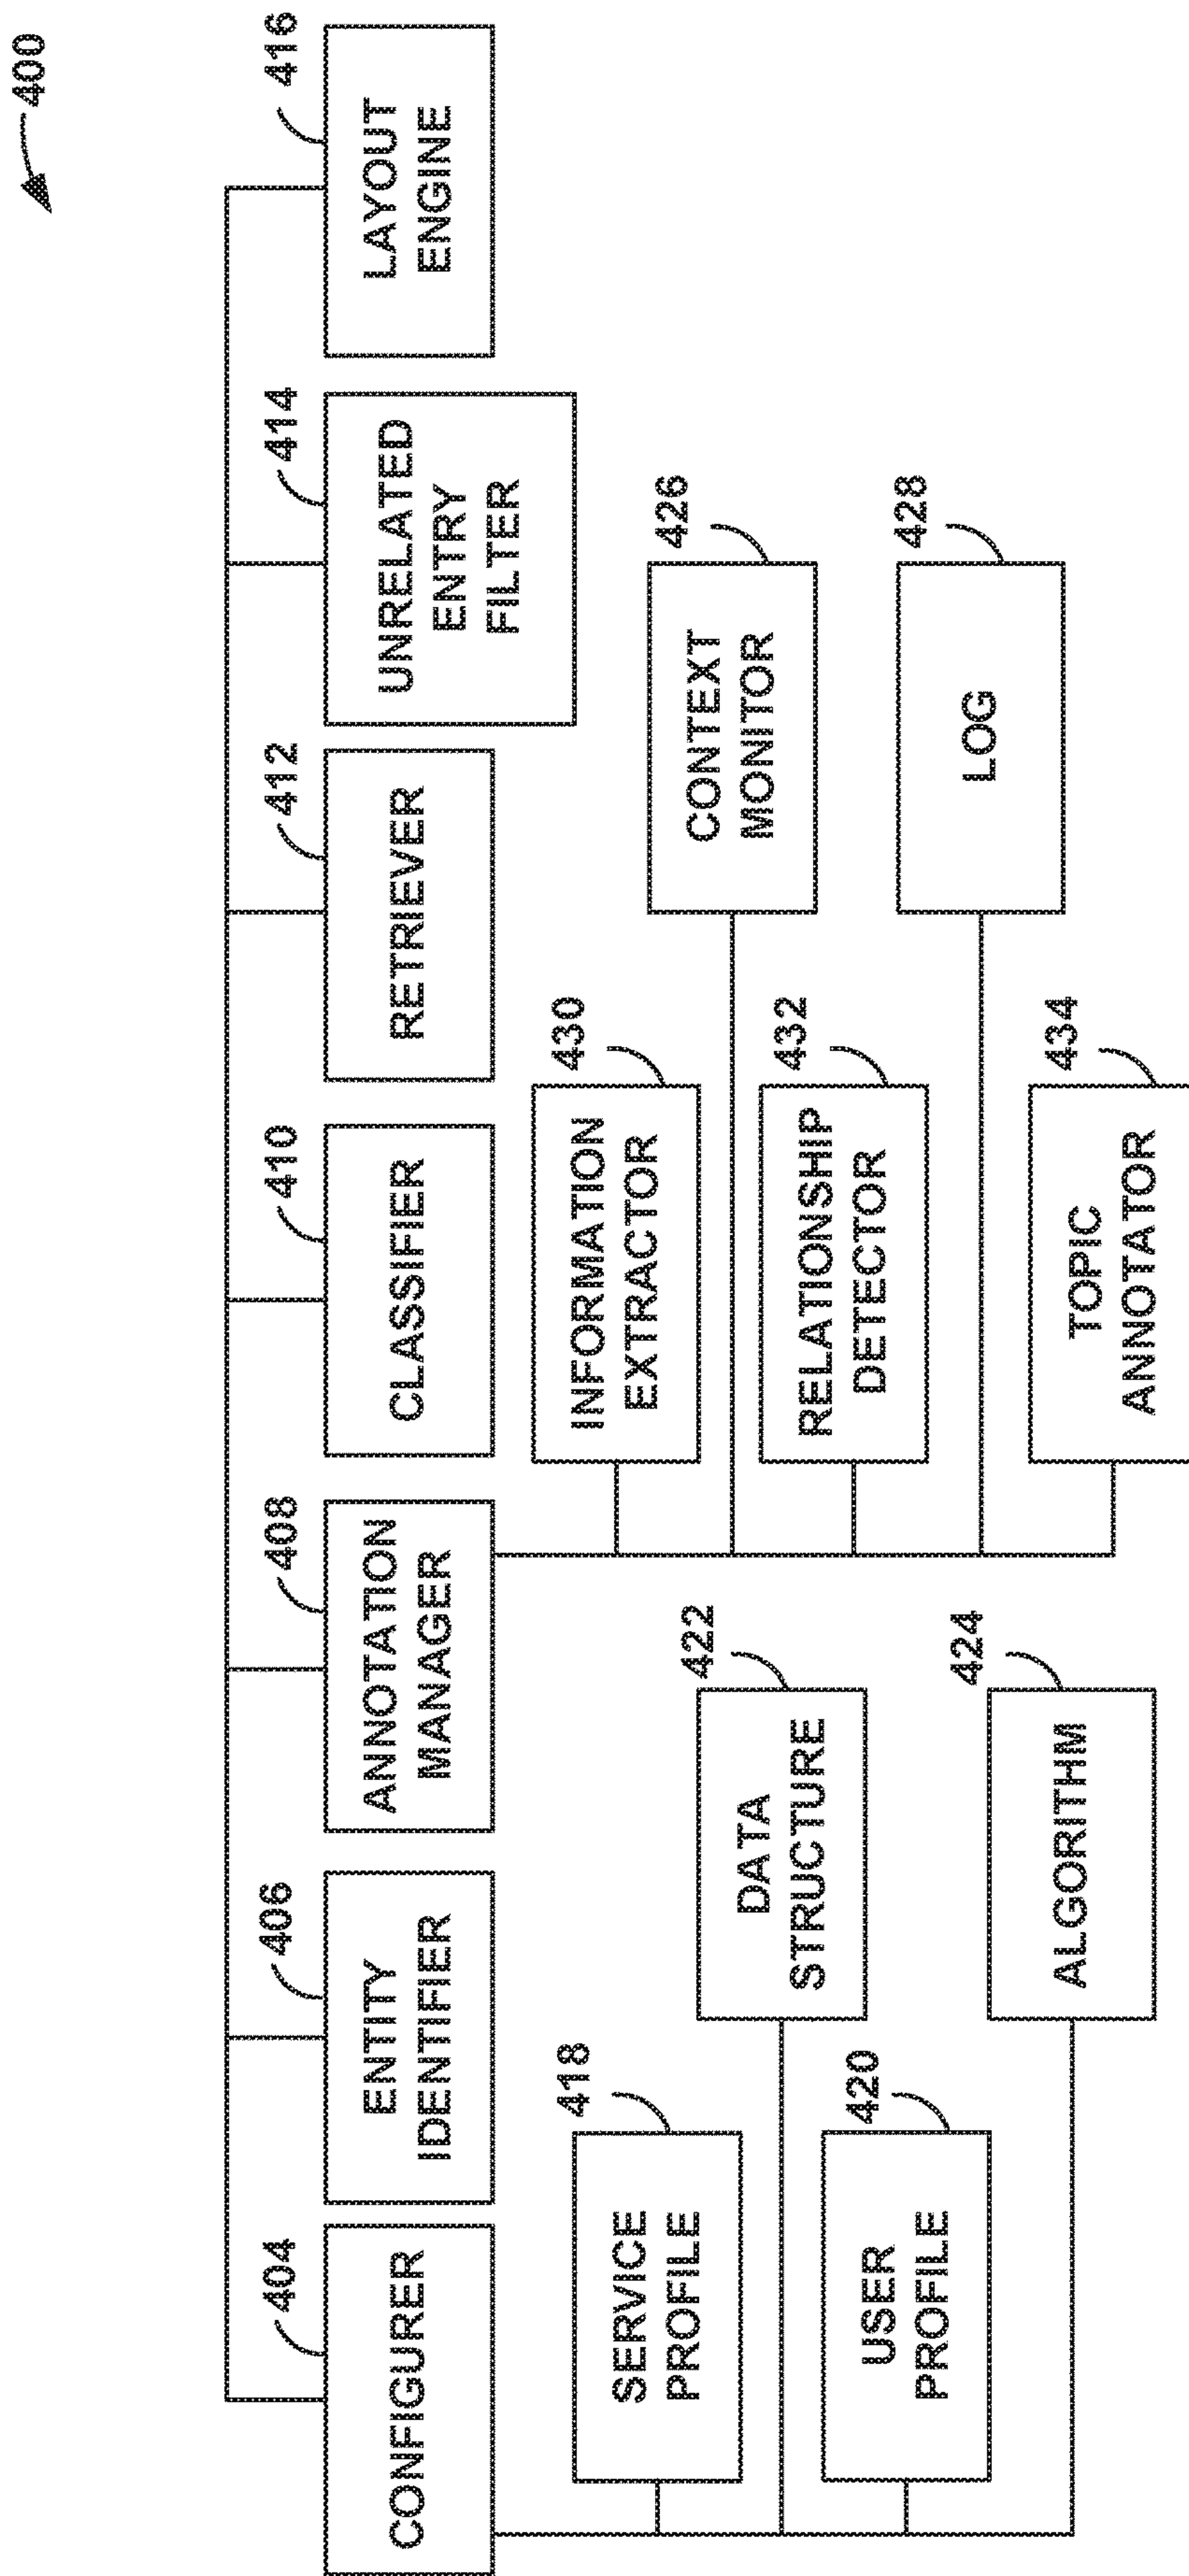 400
404
CONFIGURER
406
ENTITY
IDENTIFIER
408
ANNOTATION
MANAGER
410
CLASSIFIER
412
RETRIEVER
414
UNRELATED
ENTRY
FILTER
416
LAYOUT
ENGINE
418
SERVICE
PROFILE
422
DATA
STRUCTURE
420
USER
PROFILE
424
ALGORITHM
430
INFORMATION
EXTRACTOR
426
CONTEXT
MONITOR
432
RELATIONSHIP
DETECTOR
428
LOG
434
TOPIC
ANNOTATOR